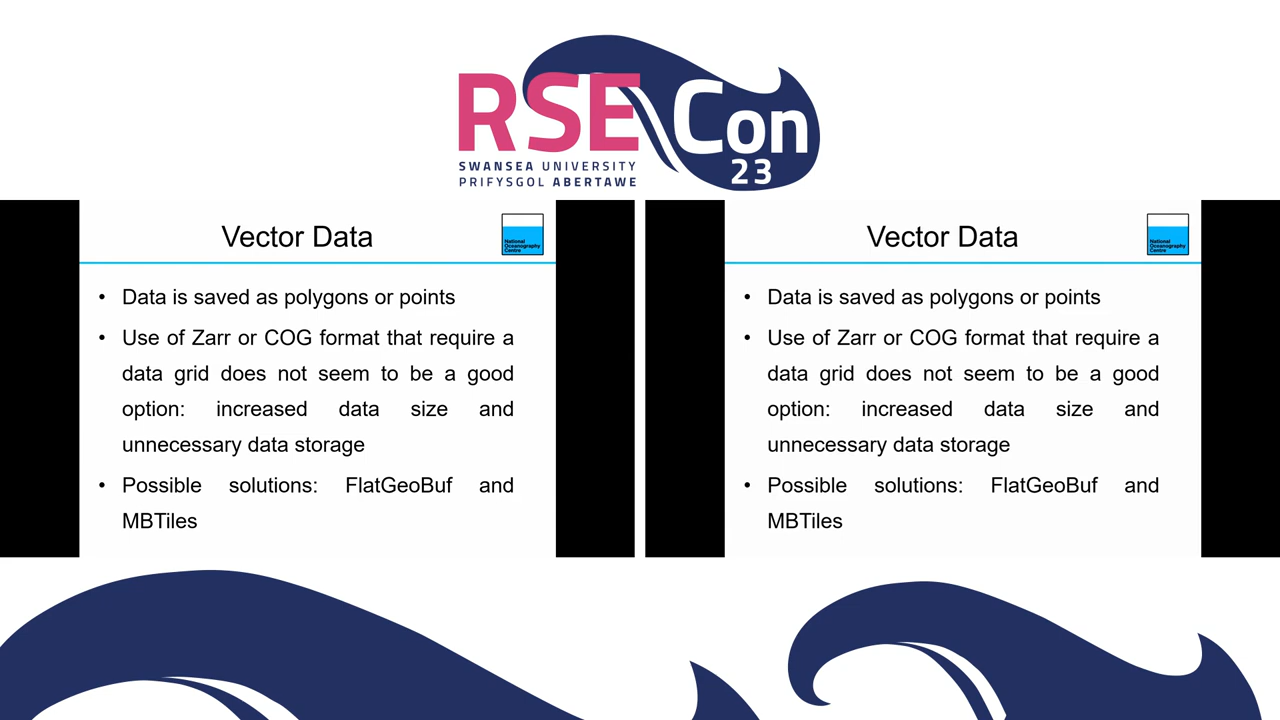 RSE Con
23
SWANSEA UNIVERSITY
PRIFYSGOL ABERTAWE
Vector Data
National
Oceanography
Centre
• Data is saved as polygons or points
• Use of Zarr or COG format that require a
data grid does not seem to be a good
option: increased data size and
unnecessary data storage
• Possible solutions: FlatGeoBuf and
MBTiles
Vector Data
National
Oceanography
Centre
• Data is saved as polygons or points
• Use of Zarr or COG format that require a
data grid does not seem to be a good
option: increased data size and
unnecessary data storage
• Possible solutions: FlatGeoBuf and
MBTiles